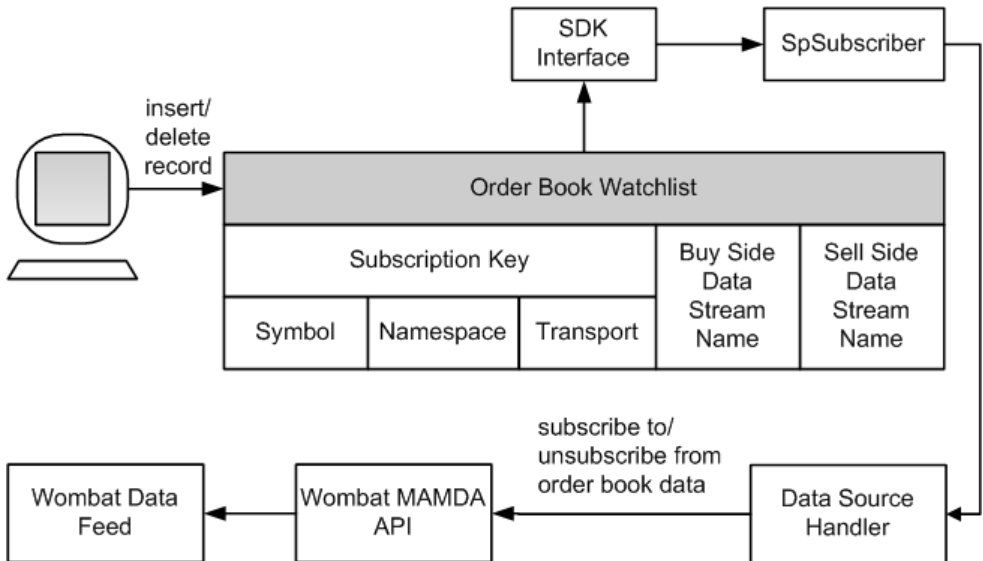 SDK
Interface
SpSubscriber
insert/
delete
record
Order Book Watchlist
Subscription Key
Buy Side
Data
Stream
Name
Sell Side
Data
Stream
Name
Symbol
Namespace
Transport
subscribe to/
unsubscribe from
order book data
Wombat Data
Feed
Wombat MAMDA
API
Data Source
Handler